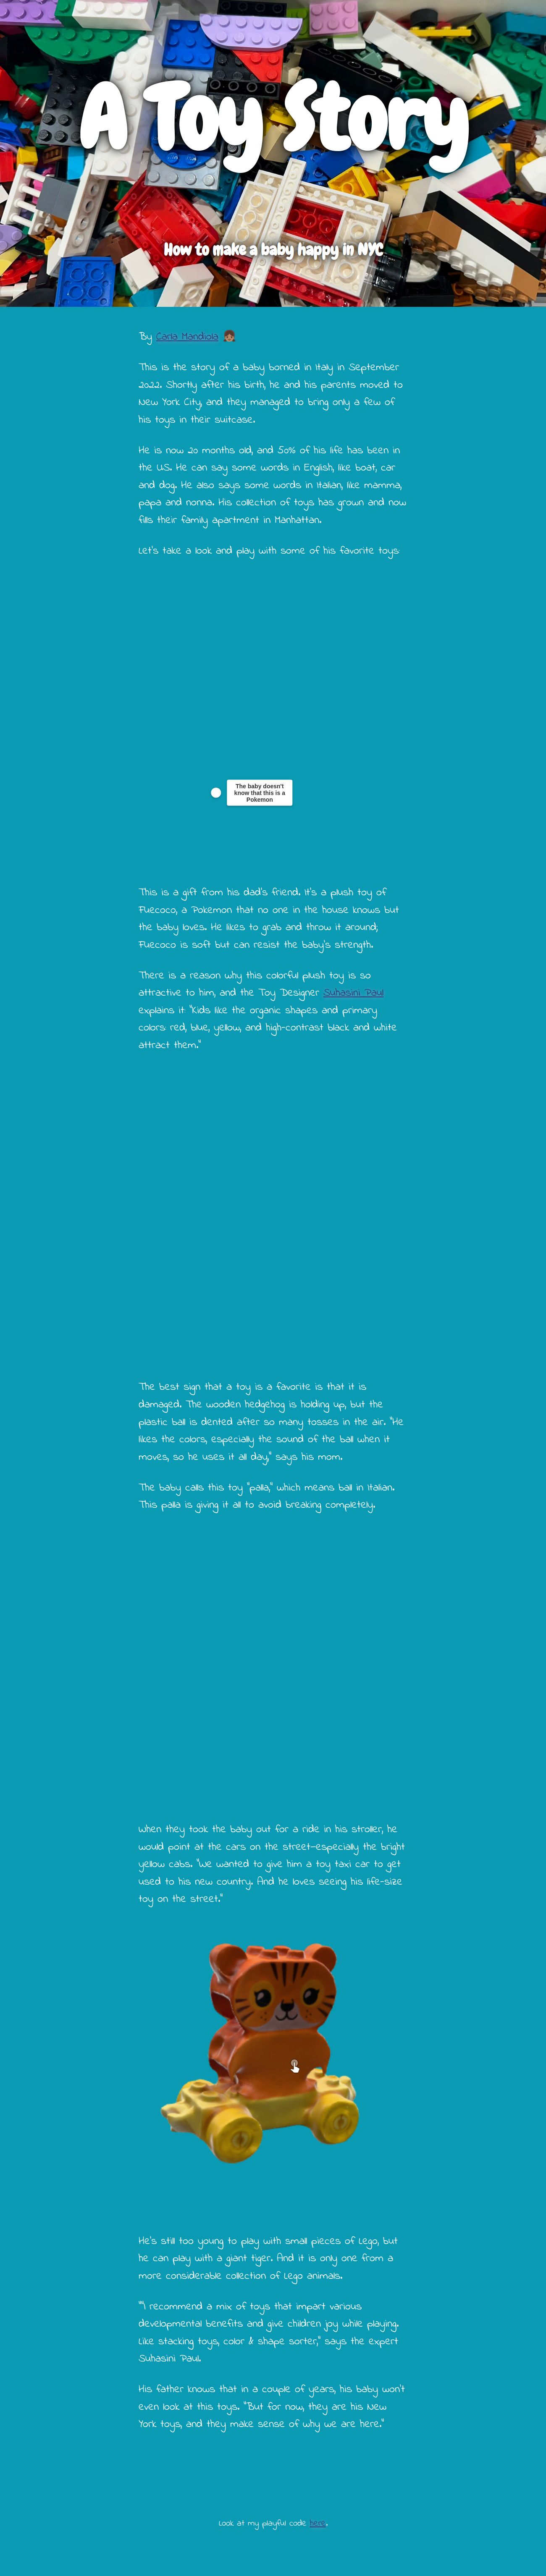 A Toy Story
How to make a baby happy in NYC
By Carla Mandiola
This is the story of a baby borned in Italy in September
2022. Shortly after his birth, he and his parents moved to
New York City, and they managed to bring only a few of
his toys in their suitcase.
He is now 20 months old, and 50% of his life has been in
the US. He can say some words in English, like boat, car
and dog. He also says some words in Italian, like mamma,
papa and nonna. His collection of toys has grown and now
fills their family apartment in Manhattan.
Let's take a look and play with some of his favorite toys:
The baby doesn't
know that this is a
Pokemon
This is a gift from his dad's friend. It's a plush toy of
Fuecoco, a Pokemon that no one in the house knows but
the baby loves. He likes to grab and throw it around;
Fuecoco is soft but can resist the baby's strength.
There is a reason why this colorful plush toy is so
attractive to him, and the Toy Designer Suhasini Paul
explains it: "Kids like the organic shapes and primary
colors: red, blue, yellow, and high-contrast black and white
attract them."
The best sign that a toy is a favorite is that it is
damaged. The wooden hedgehog is holding up, but the
plastic ball is dented after so many tosses in the air. "He
likes the colors, especially the sound of the ball when it
moves, so he uses it all day," says his mom.
The baby calls this toy "palla," which means ball in Italian.
This palla is giving it all to avoid breaking completely.
When they took the baby out for a ride in his stroller, he
would point at the cars on the street—especially the bright
yellow cabs. "We wanted to give him a toy taxi car to get
used to his new country. And he loves seeing his life-size
toy on the street."
He's still too young to play with small pieces of Lego, but
he can play with a giant tiger. And it is only one from a
more considerable collection of Lego animals.
""I recommend a mix of toys that impart various
developmental benefits and give children joy while playing.
Like stacking toys, color & shape sorter," says the expert
Suhasini Paul.
His father knows that in a couple of years, his baby won't
even look at this toys. "But for now, they are his New
York toys, and they make sense of why we are here."
Look at my playful code here.